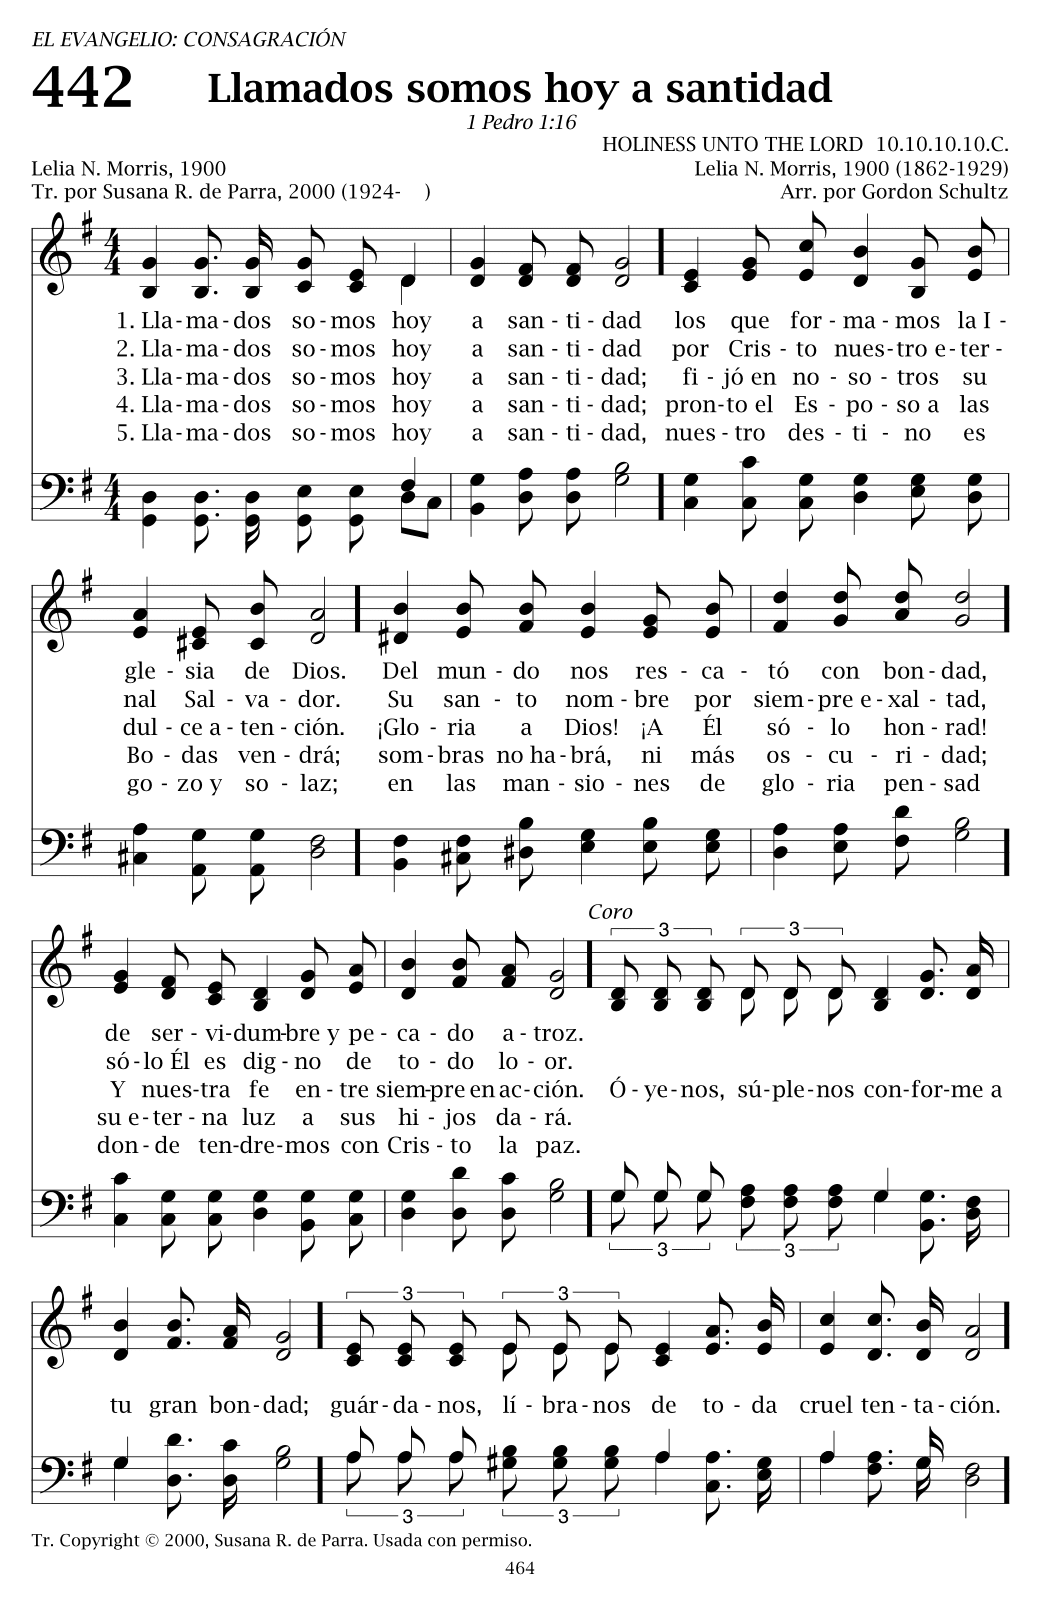 EL EVANGELIO: CONSAGRACIÓN
442 Llamados somos hoy a santidad
1 Pedro 1:16
HOLINESS UNTO THE LORD 10.10.10.10.C.
Lelia N. Morris, 1900 Lelia N. Morris, 1900 (1862-1929)
Tr. por Susana R. de Parra, 2000 (1924- ) Arr. por Gordon Schultz
1. Lla-ma-dos so-mos hoy a san-ti-dad los que for-ma-mos la I-
2. Lla-ma-dos so-mos hoy a san-ti-dad por Cris-to nues-tro e-ter-
3. Lla-ma-dos so-mos hoy a san-ti-dad; fi-jó en no-so-tros su
4. Lla-ma-dos so-mos hoy a san-ti-dad; pron-to el Es-po-so a las
5. Lla-ma-dos so-mos hoy a san-ti-dad, nues-tro des-ti-no es
gle-sia de Dios. Del mun-do nos res-ca-tó con bon-dad,
nal Sal-va-dor. Su san-to nom-bre por siem-pre e-xal-tad,
dul-ce a-ten-ción. ¡Glo-ria a Dios! ¡A Él só-lo hon-rad!
Bo-das ven-drá; som-bras no ha-brá, ni más os-cu-ri-dad;
go-zo y so-laz; en las man-sio-nes de glo-ria pen-sad
Coro
3 3
de ser-vi-dum-bre y pe-ca-do a-troz.
só-lo Él es dig-no de to-do lo-or.
Y nues-tra fe en-tre siem-pre en ac-ción. Ó-ye-nos, sú-ple-nos con-for-me a
su e-ter-na luz a sus hi-jos da-rá.
don-de ten-dre-mos con Cris-to la paz.
3 3
3 3
tu gran bon-dad; guár-da-nos, lí-bra-nos de to-da cruel ten-ta-ción.
3 3
Tr. Copyright © 2000, Susana R. de Parra. Usada con permiso.
464